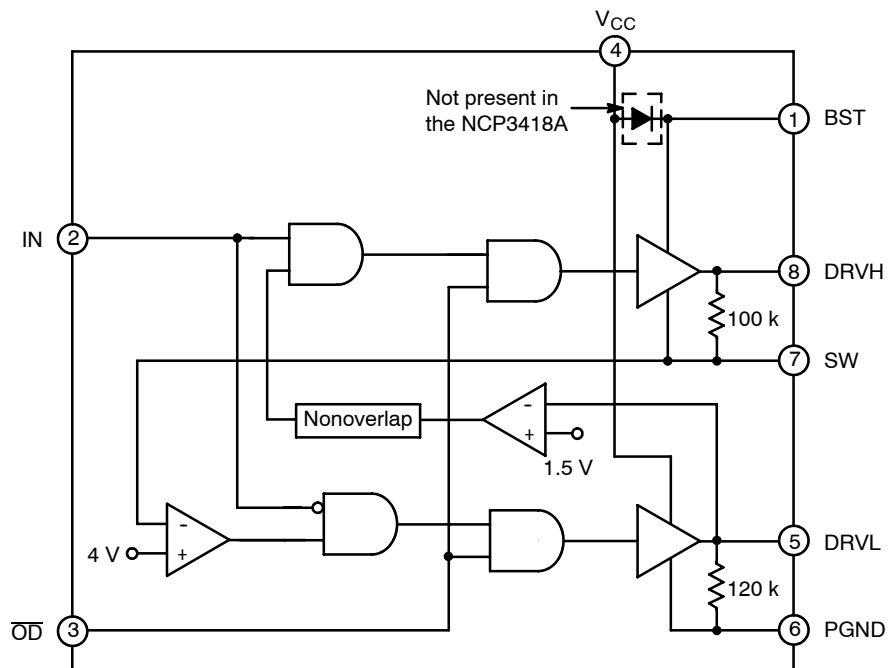 VCC
4
Not present in
the NCP3418A
1
BST
IN
2
8
DRVH
100 k
7
SW
Nonoverlap
-
+
1.5 V
-
4 V
+
5
DRVL
120 k
OD
3
6
PGND